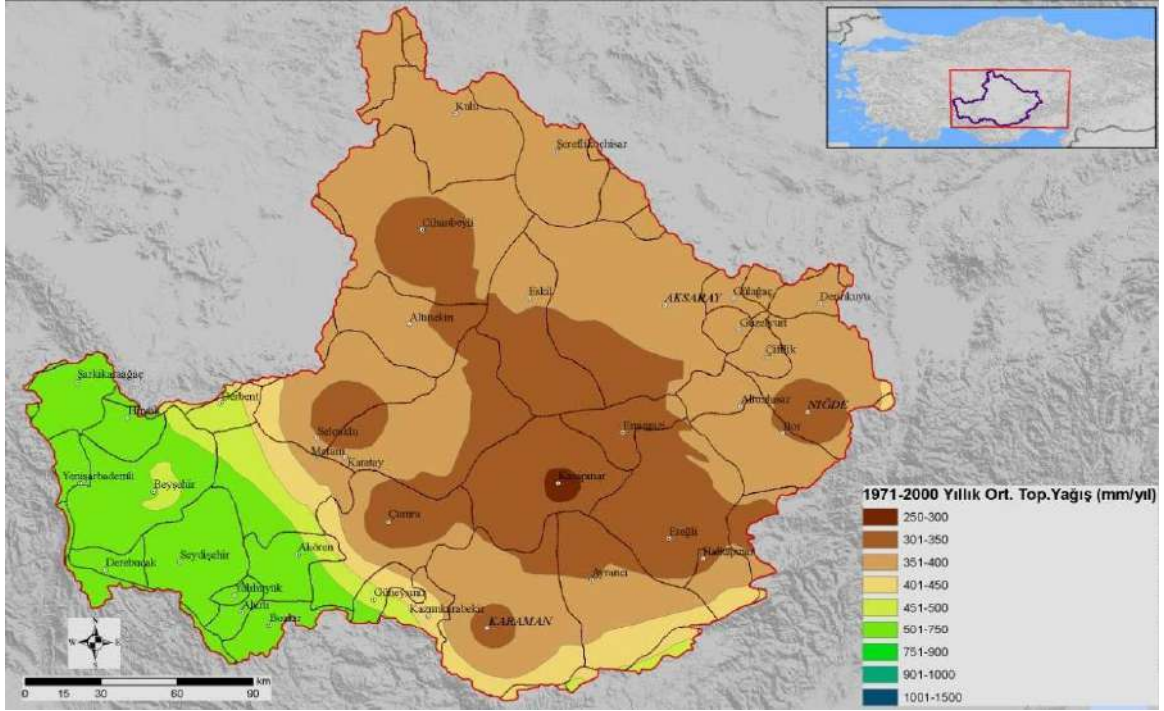 Kulu
Şereflikoçhisar
Cihanbeyli
Eskil
AKSARAY
Gülağaç
Derinkuyu
Altınekin
Güzelyurt
Çiftlik
Şarkikaraağaç
Derbent
Altunhisar
NİĞDE
Selçuklu
Emirgazi
Bor
Meram
Karatay
Yenişarbademli
Beyşehir
Karapınar
Çumra
Ereğli
Halkapınar
Akören
Seydişehir
Derebucak
Ayrancı
Yalıhüyük
Güneysınır
Ahırlı
Kazımkarabekir
Bozkır
KARAMAN
N
W
S
km
0 15 30 60 90
1971-2000 Yıllık Ort. Top.Yağış (mm/yıl)
250-300
301-350
351-400
401-450
451-500
501-750
751-900
901-1000
1001-1500